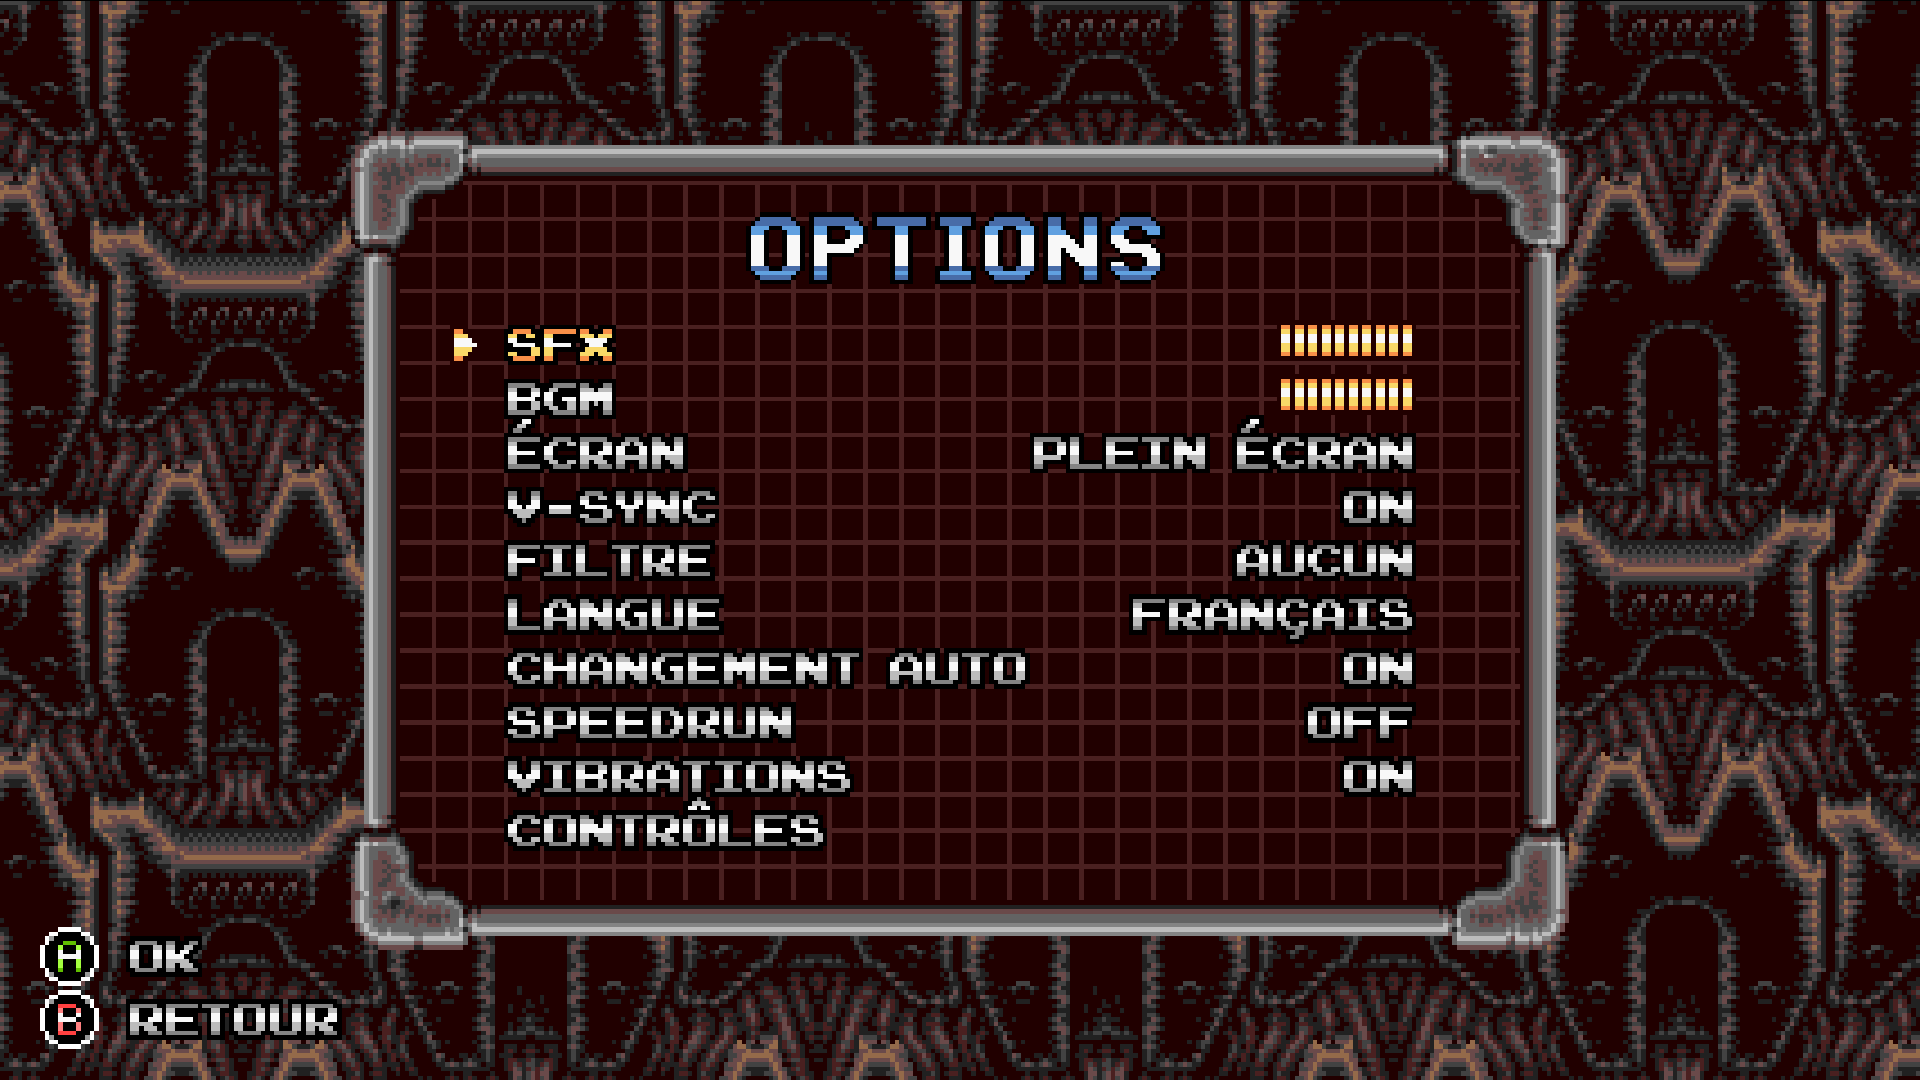 OPTIONS
SFX
BGM
ÉCRAN PLEIN ÉCRAN
V-SYNC ON
FILTRE AUCUN
LANGUE FRANÇAIS
CHANGEMENT AUTO ON
SPEEDRUN OFF
VIBRATIONS ON
CONTRÔLES
A OK
B RETOUR